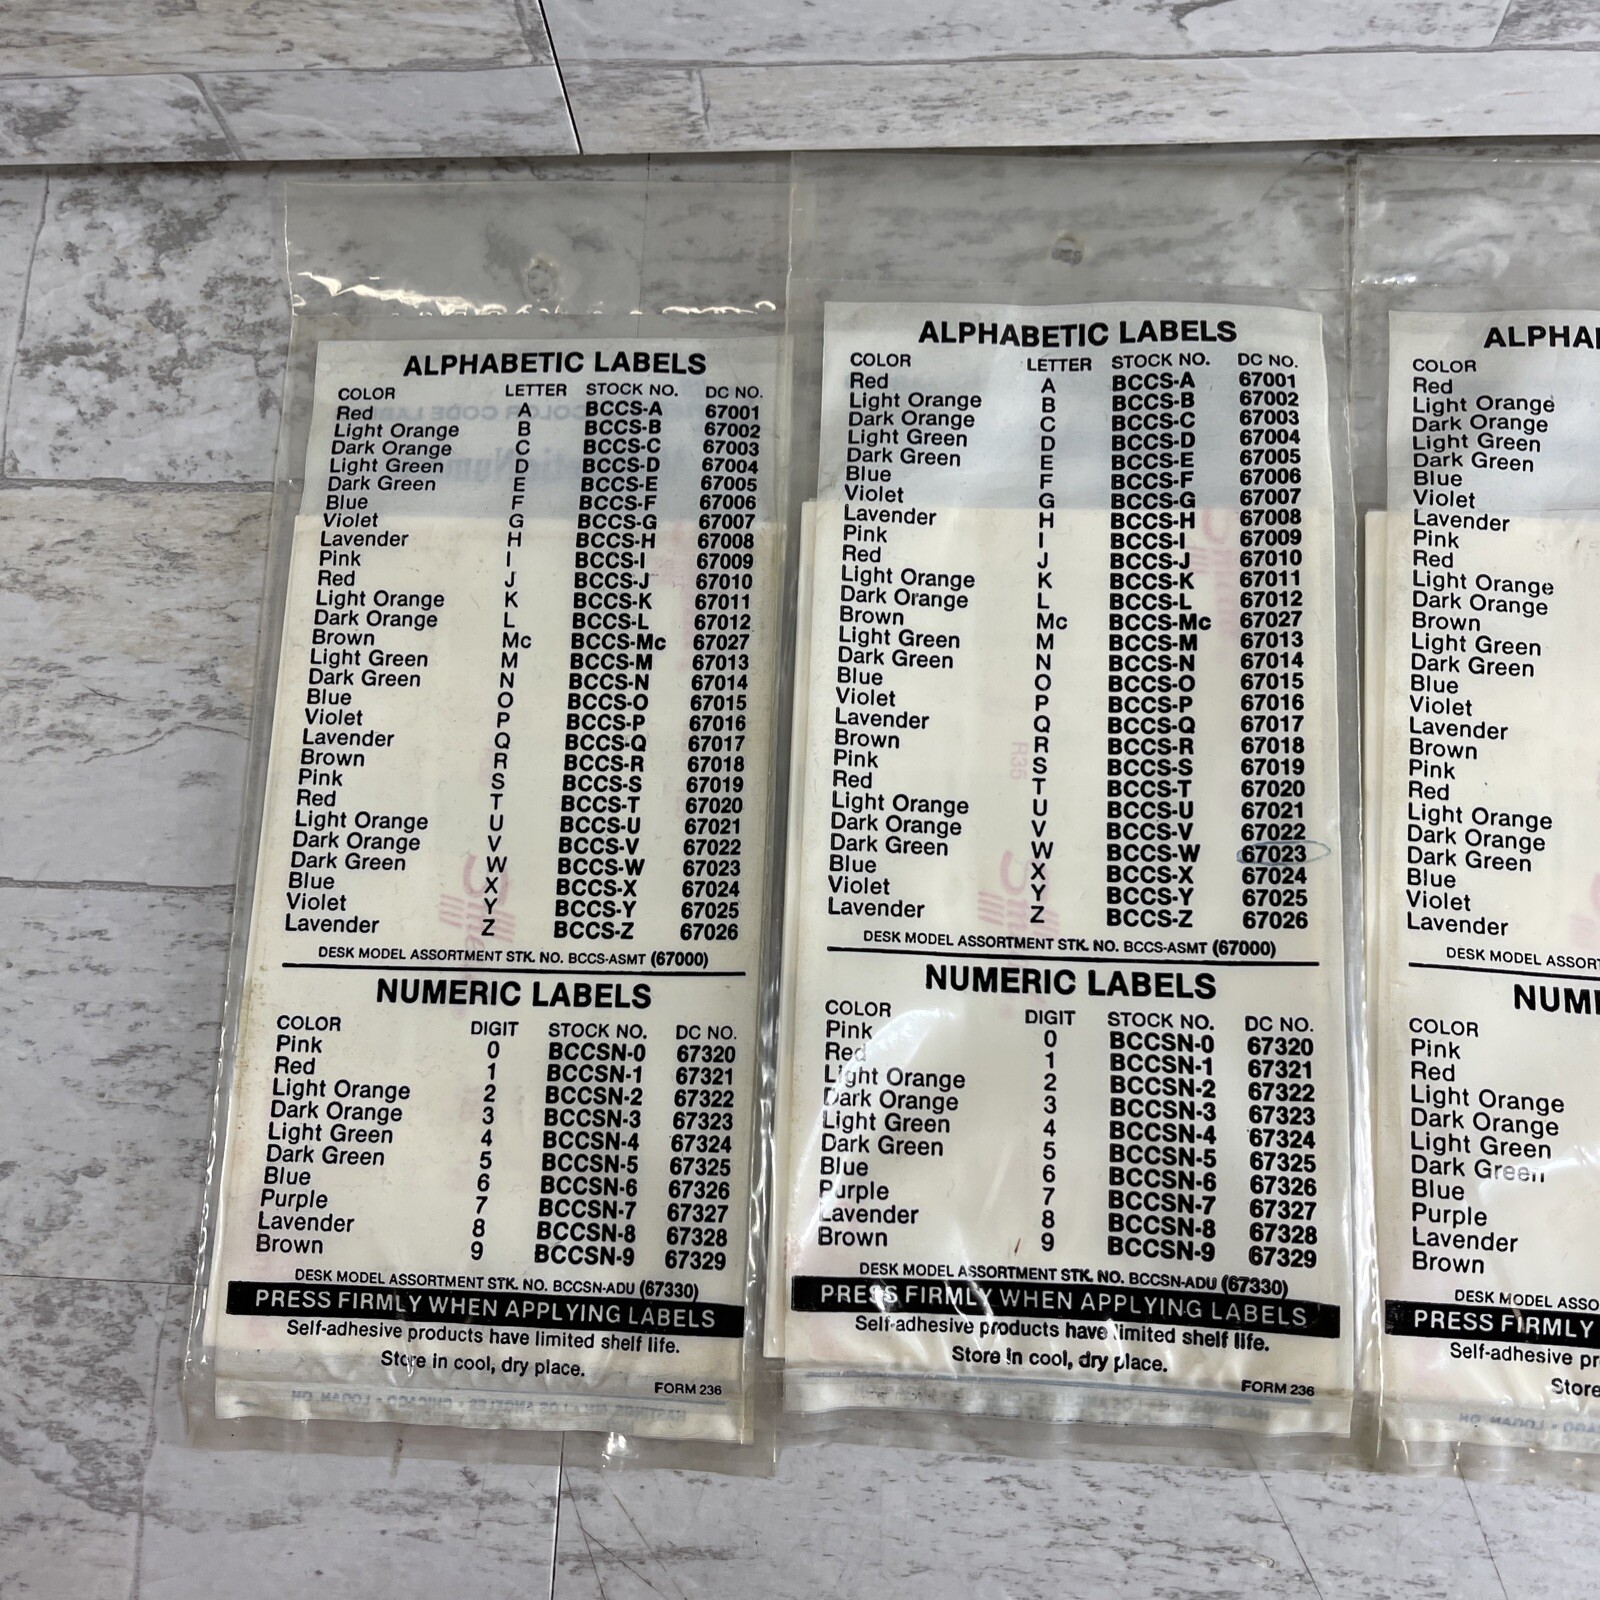 ALPHABETIC LABELS
COLOR LETTER STOCK NO. DC NO.
Red A BCCS-A 67001
Light Orange B BCCS-B 67002
Dark Orange C BCCS-C 67003
Light Green D BCCS-D 67004
Dark Green E BCCS-E 67005
Blue F BCCS-F 67006
Violet G BCCS-G 67007
Lavender H BCCS-H 67008
Pink I BCCS-I 67009
Red J BCCS-J 67010
Light Orange K BCCS-K 67011
Dark Orange L BCCS-L 67012
Brown Mc BCCS-Mc 67027
Light Green M BCCS-M 67013
Dark Green N BCCS-N 67014
Blue O BCCS-O 67015
Violet P BCCS-P 67016
Lavender Q BCCS-Q 67017
Brown R BCCS-R 67018
Pink S BCCS-S 67019
Red T BCCS-T 67020
Light Orange U BCCS-U 67021
Dark Orange V BCCS-V 67022
Dark Green W BCCS-W 67023
Blue X BCCS-X 67024
Violet Y BCCS-Y 67025
Lavender Z BCCS-Z 67026
DESK MODEL ASSORTMENT STK. NO. BCCS-ASMT (67000)
NUMERIC LABELS
COLOR DIGIT STOCK NO. DC NO.
Pink 0 BCCSN-0 67320
Red 1 BCCSN-1 67321
Light Orange 2 BCCSN-2 67322
Dark Orange 3 BCCSN-3 67323
Light Green 4 BCCSN-4 67324
Dark Green 5 BCCSN-5 67325
Blue 6 BCCSN-6 67326
Purple 7 BCCSN-7 67327
Lavender 8 BCCSN-8 67328
Brown 9 BCCSN-9 67329
DESK MODEL ASSORTMENT STK. NO. BCCSN-ADU (67330)
PRESS FIRMLY WHEN APPLYING LABELS
Self-adhesive products have limited shelf life.
Store in cool, dry place.
FORM 236
ALPHABETIC LABELS
COLOR LETTER STOCK NO. DC NO.
Red A BCCS-A 67001
Light Orange B BCCS-B 67002
Dark Orange C BCCS-C 67003
Light Green D BCCS-D 67004
Dark Green E BCCS-E 67005
Blue F BCCS-F 67006
Violet G BCCS-G 67007
Lavender H BCCS-H 67008
Pink I BCCS-I 67009
Red J BCCS-J 67010
Light Orange K BCCS-K 67011
Dark Orange L BCCS-L 67012
Brown Mc BCCS-Mc 67027
Light Green M BCCS-M 67013
Dark Green N BCCS-N 67014
Blue O BCCS-O 67015
Violet P BCCS-P 67016
Lavender Q BCCS-Q 67017
Brown R BCCS-R 67018
Pink S BCCS-S 67019
Red T BCCS-T 67020
Light Orange U BCCS-U 67021
Dark Orange V BCCS-V 67022
Dark Green W BCCS-W 67023
Blue X BCCS-X 67024
Violet Y BCCS-Y 67025
Lavender Z BCCS-Z 67026
DESK MODEL ASSORTMENT STK. NO. BCCS-ASMT (67000)
NUMERIC LABELS
COLOR DIGIT STOCK NO. DC NO.
Pink 0 BCCSN-0 67320
Red 1 BCCSN-1 67321
Light Orange 2 BCCSN-2 67322
Dark Orange 3 BCCSN-3 67323
Light Green 4 BCCSN-4 67324
Dark Green 5 BCCSN-5 67325
Blue 6 BCCSN-6 67326
Purple 7 BCCSN-7 67327
Lavender 8 BCCSN-8 67328
Brown 9 BCCSN-9 67329
DESK MODEL ASSORTMENT STK. NO. BCCSN-ADU (67330)
PRESS FIRMLY WHEN APPLYING LABELS
Self-adhesive products have limited shelf life.
Store in cool, dry place.
FORM 236
ALPHA
COLOR
Red
Light Orange
Dark Orange
Light Green
Dark Green
Blue
Violet
Lavender
Pink
Red
Light Orange
Dark Orange
Brown
Light Green
Dark Green
Blue
Violet
Lavender
Brown
Pink
Red
Light Orange
Dark Orange
Dark Green
Blue
Violet
Lavender
DESK MODEL ASSORT
NUM
COLOR
Pink
Red
Light Orange
Dark Orange
Light Green
Dark Green
Blue
Purple
Lavender
Brown
DESK MODEL ASSO
PRESS FIRMLY
Self-adhesive pr
Store